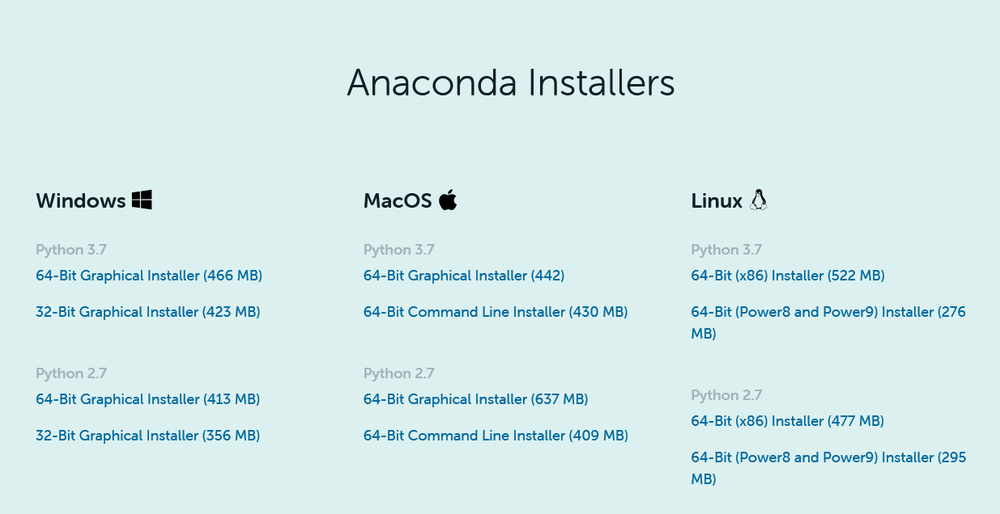 Anaconda Installers
Windows
Python 3.7
64-Bit Graphical Installer (466 MB)
32-Bit Graphical Installer (423 MB)
Python 2.7
64-Bit Graphical Installer (413 MB)
32-Bit Graphical Installer (356 MB)
MacOS
Python 3.7
64-Bit Graphical Installer (442)
64-Bit Command Line Installer (430 MB)
Python 2.7
64-Bit Graphical Installer (637 MB)
64-Bit Command Line Installer (409 MB)
Linux
Python 3.7
64-Bit (x86) Installer (522 MB)
64-Bit (Power8 and Power9) Installer (276
MB)
Python 2.7
64-Bit (x86) Installer (477 MB)
64-Bit (Power8 and Power9) Installer (295
MB)